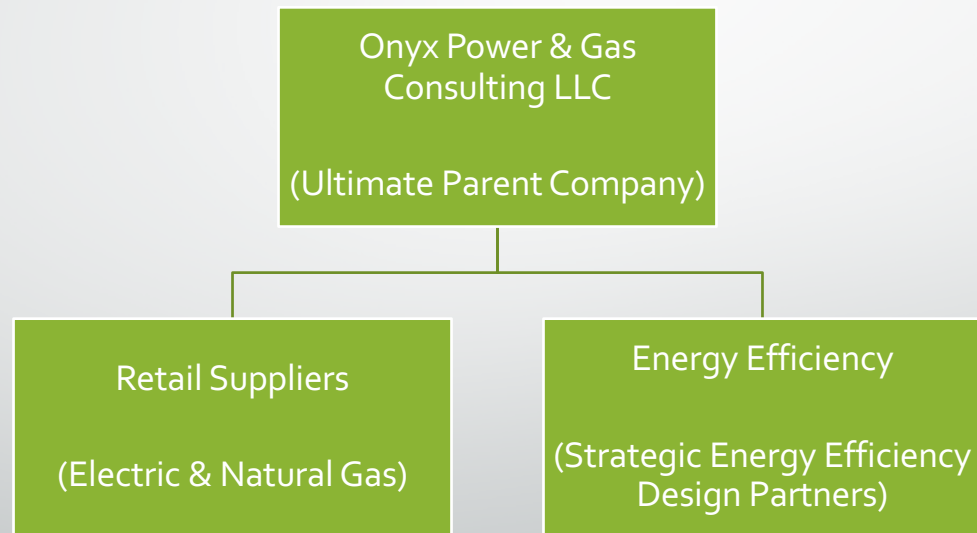 Onyx Power & Gas
Consulting LLC
(Ultimate Parent Company)
Retail Suppliers
(Electric & Natural Gas)
Energy Efficiency
(Strategic Energy Efficiency
Design Partners)